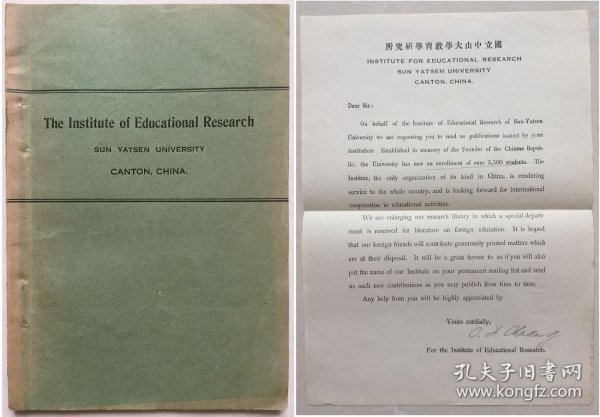 The Institute of Educational Research
SUN YATSEN UNIVERSITY
CANTON, CHINA.
所究研學育教學大山中立國
INSTITUTE FOR EDUCATIONAL RESEARCH
SUN YATSEN UNIVERSITY
CANTON, CHINA.
Dear Sir:
On behalf of the Institute of Educational Research of Sun-Yatsen
University we are requesting you to send us publications issued by your
institution. Established in memory of the Founder of the Chinese Repub-
lic, the University has now an enrollment of over 3,500 students. The
Institute, the only organization of its kind in China, is rendering
service to the whole country, and is looking forward for international
cooperation in educational activities.
We are enlarging our research library in which a special depart-
ment is reserved for literature on foreign education. It is hoped
that our foreign friends will contribute generously printed matters which
are at their disposal. It will be a great favour to us if you will also
put the name of our Institute on your permanent mailing list and send
us such new contributions as you may publish from time to time.
Any help from you will be highly appreciated by
Yours cordially,
For the Institute of Educational Research.
孔夫子旧书网
www.kongfz.com